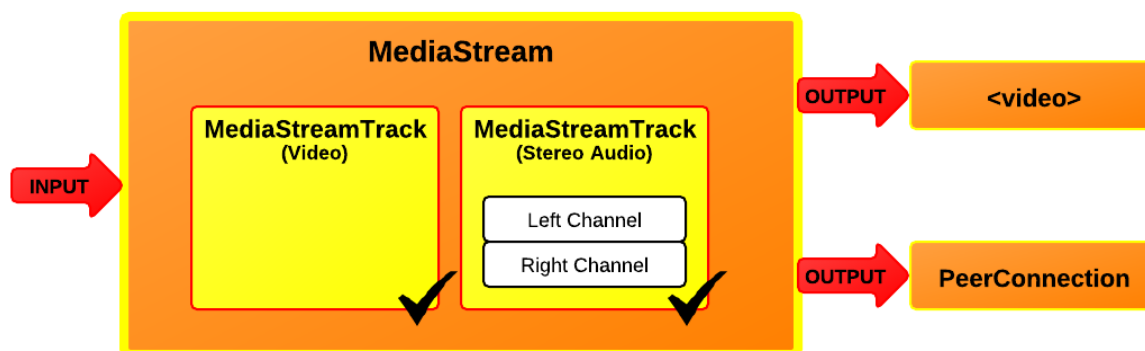 MediaStream
MediaStreamTrack
(Video)
MediaStreamTrack
(Stereo Audio)
Left Channel
Right Channel
INPUT
OUTPUT
<video>
OUTPUT
PeerConnection